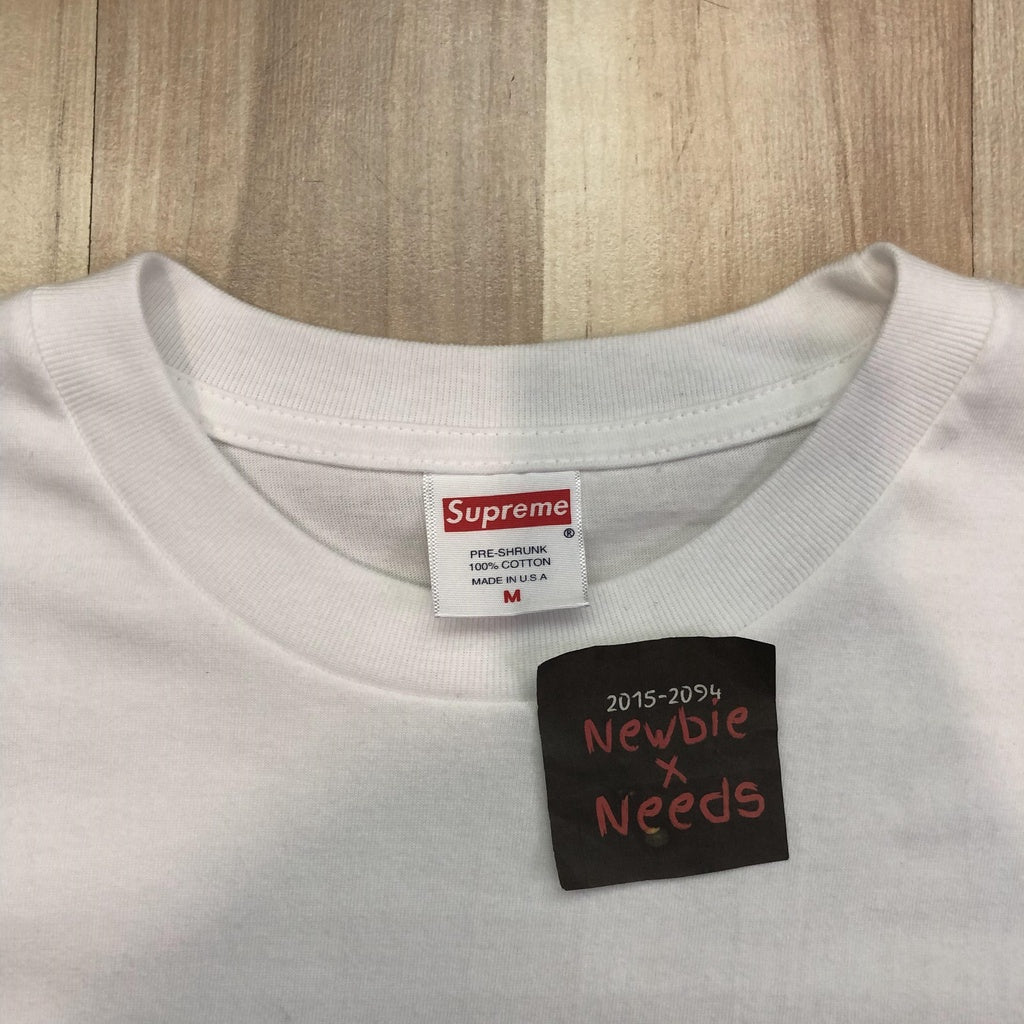 Supreme
®
PRE-SHRUNK
100% COTTON
MADE IN U.S.A
M
2015-2094
Newbie
x
Needs